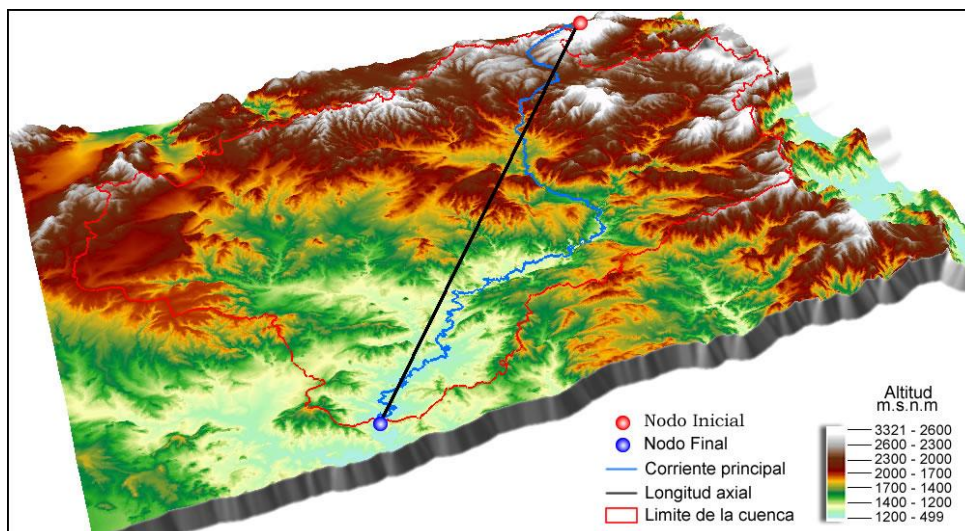 Nodo Inicial
Nodo Final
Corriente principal
Longitud axial
Limite de la cuenca
Altitud
m.s.n.m
3321 - 2600
2600 - 2300
2300 - 2000
2000 - 1700
1700 - 1400
1400 - 1200
1200 - 499